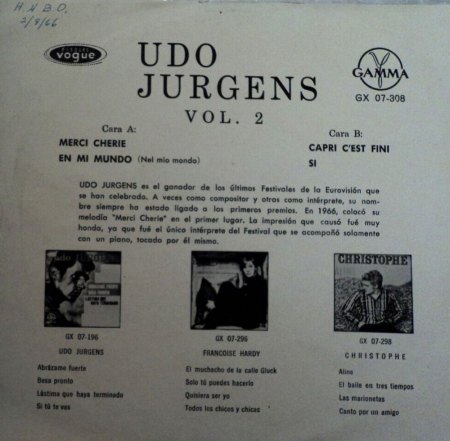 H.N.B.O.
2/8/66
DISQUES
vogue
UDO
JURGENS
VOL. 2
GAMMA
GX 07-308
Cara A:
MERCI CHERIE
EN MI MUNDO (Nel mio mondo)
Cara B:
CAPRI C'EST FINI
SI
UDO JURGENS es el ganador de los últimos Festivales de la Eurovisión que
se han celebrado. A veces como compositor y otras como intérprete, su nom-
bre siempre ha estado ligado a los primeros premios. En 1966, colocó su
melodía "Merci Cherie" en el primer lugar. La impresión que causó fué muy
honda, ya que fué el único intérprete del Festival que se acompañó solamente
con un piano, tocado por él mismo.
Udo Jürgens
GX 07-196
UDO JURGENS
Abrázame fuerte
Besa pronto
Lástima que haya terminado
Si tú te vas
GX 07-296
FRANCOISE HARDY
El muchacho de la calle Gluck
Solo tú puedes hacerlo
Quisiera ser yo
Todos los chicos y chicas
CHRISTOPHE
GX 07-298
CHRISTOPHE
Aline
El baile en tres tiempos
Las marionetas
Canto por un amigo